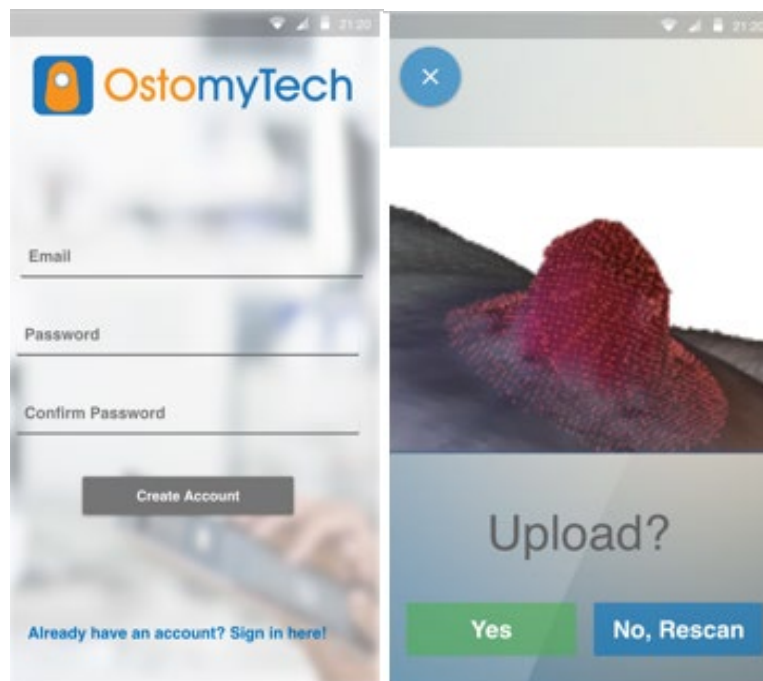 21:20
OstomyTech
Email
Password
Confirm Password
Create Account
Already have an account? Sign in here!
21:20
Upload?
Yes
No, Rescan